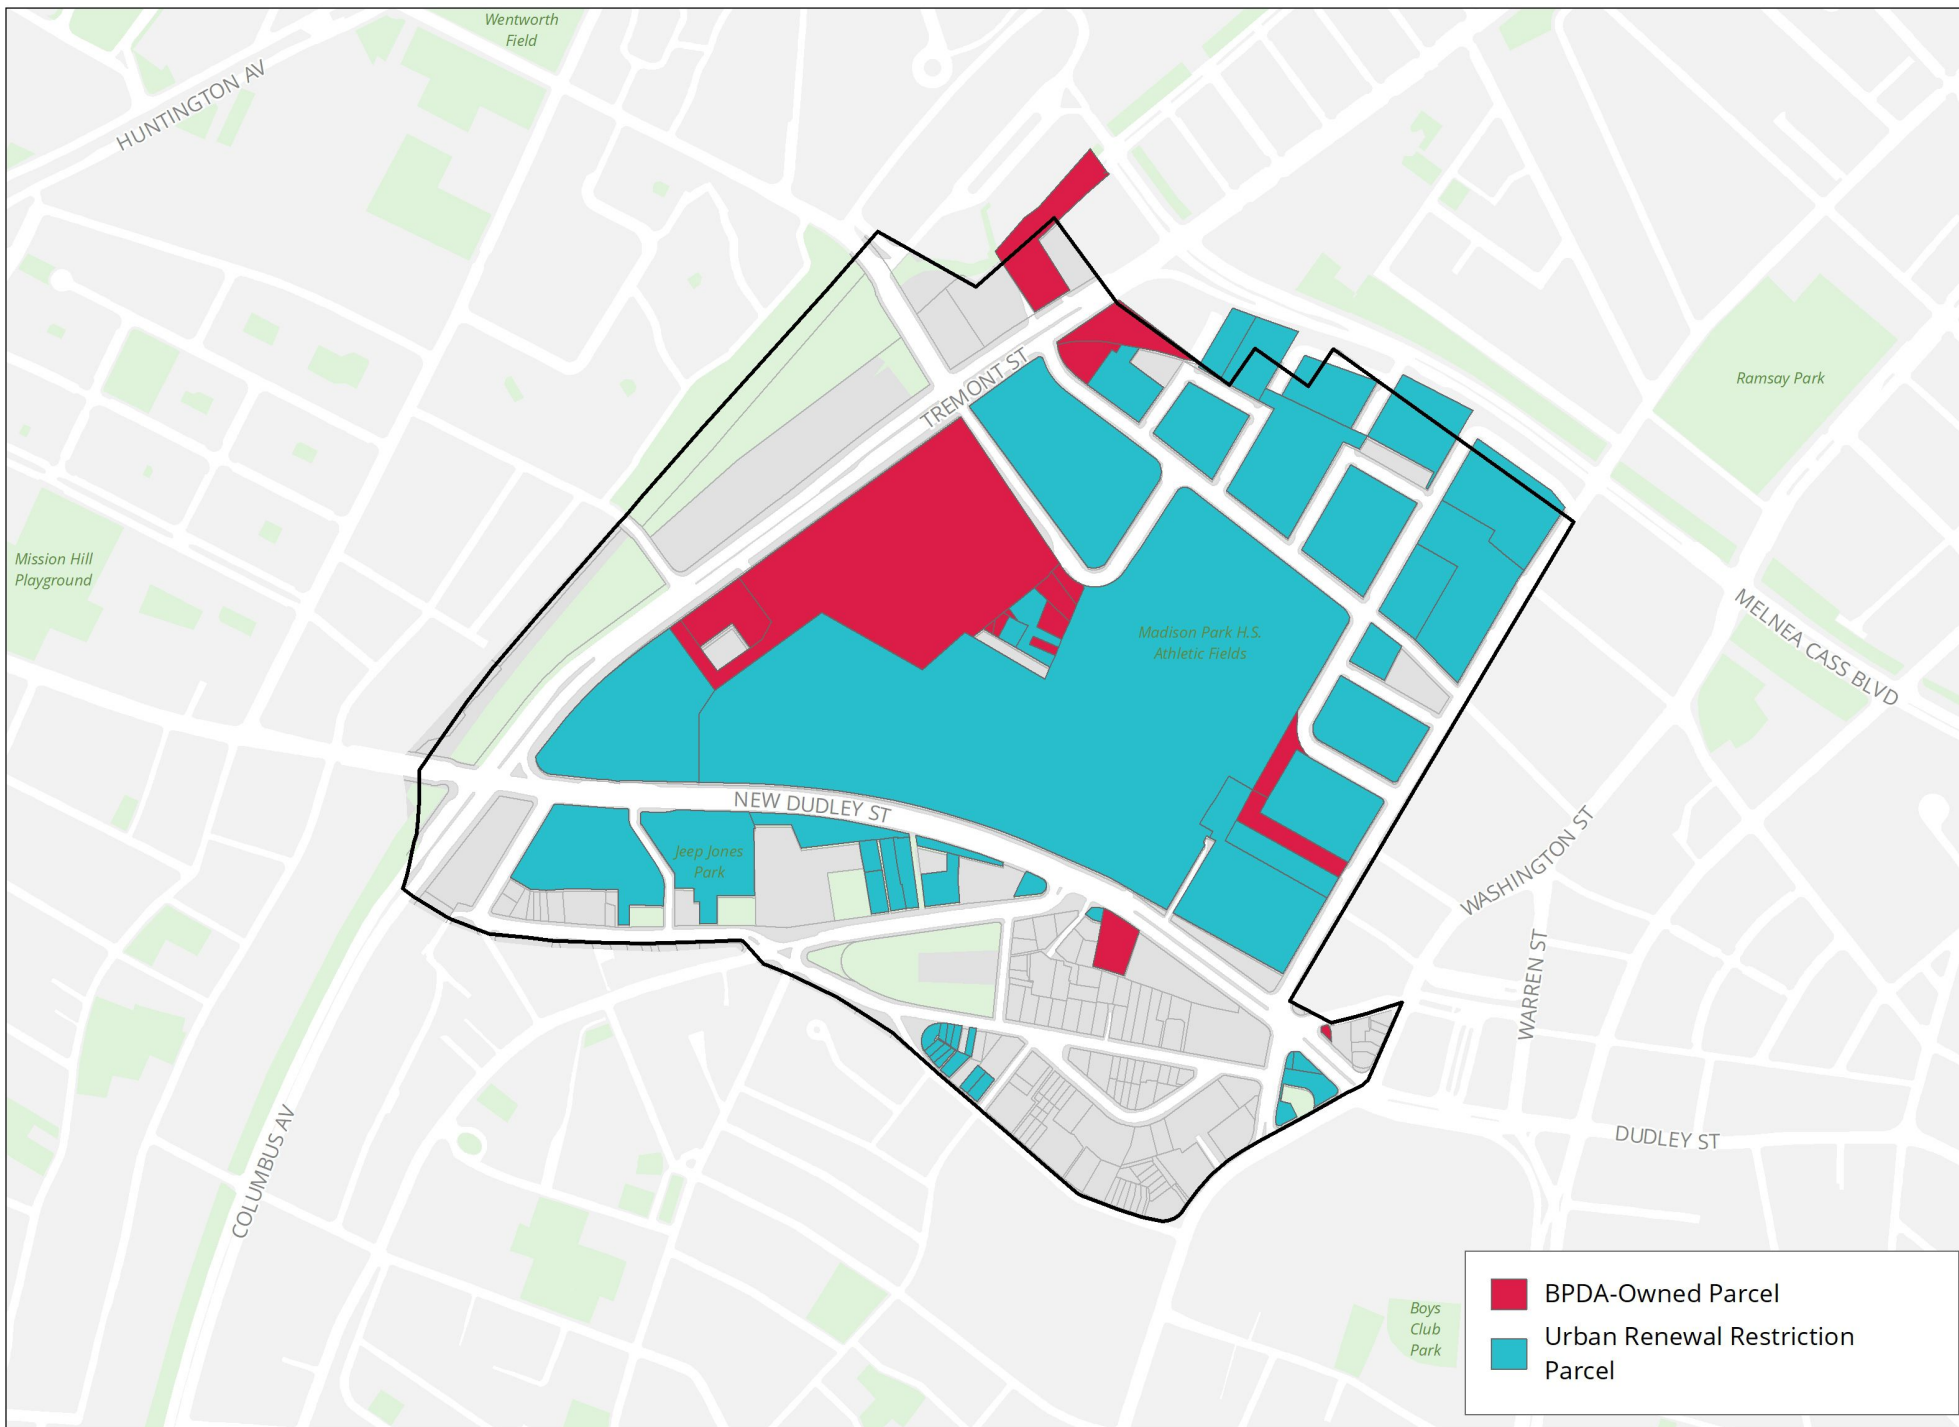 Wentworth
Field
HUNTINGTON AV
TREMONT ST
Ramsay Park
Mission Hill
Playground
Madison Park H.S.
Athletic Fields
MELNEA CASS BLVD
NEW DUDLEY ST
Jeep Jones
Park
WASHINGTON ST
WARREN ST
COLUMBUS AV
DUDLEY ST
Boys
Club
Park
BPDA-Owned Parcel
Urban Renewal Restriction
Parcel